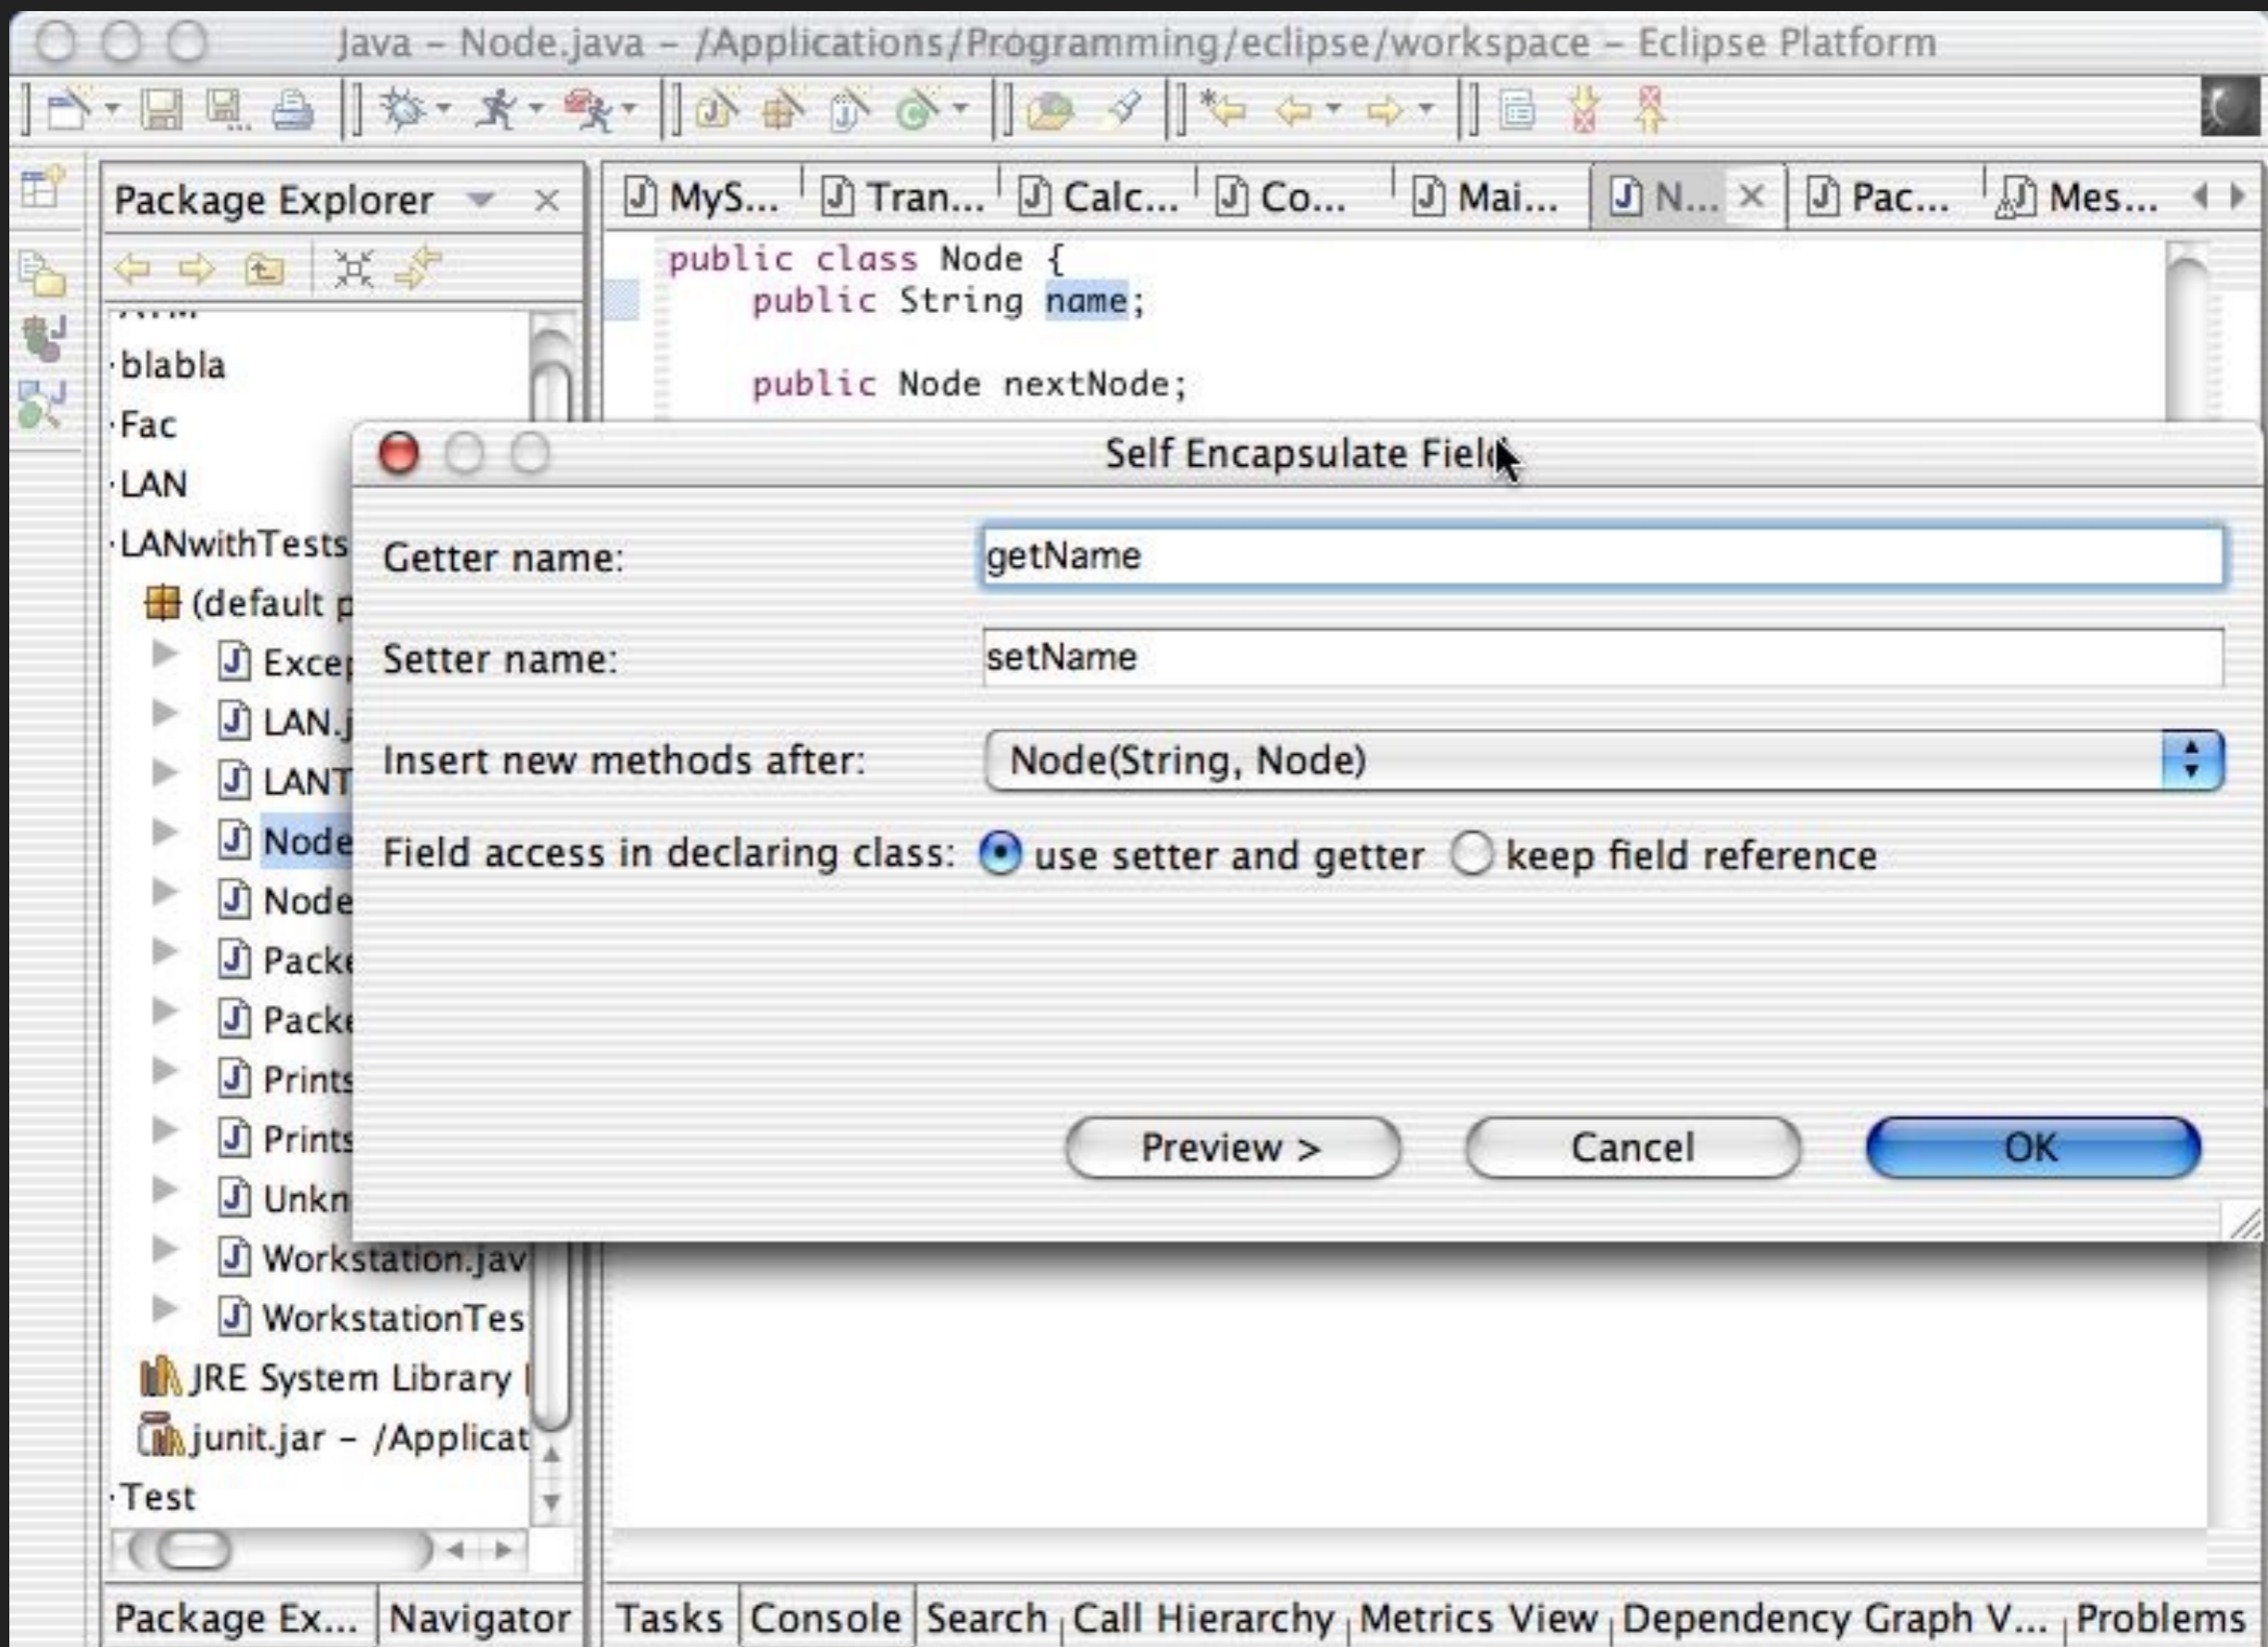 Java – Node.java – /Applications/Programming/eclipse/workspace – Eclipse Platform
Package Explorer
MyS...
Tran...
Calc...
Co...
Mai...
N...
Pac...
Mes...
public class Node {
public String name;
public Node nextNode;
blabla
Fac
LAN
LANwithTests
(default p
Excep
LAN.j
LANT
Node
Node
Packe
Packe
Prints
Prints
Unkn
Workstation.jav
WorkstationTes
JRE System Library
junit.jar – /Applicat
Test
Self Encapsulate Field
Getter name:
getName
Setter name:
setName
Insert new methods after:
Node(String, Node)
Field access in declaring class:
use setter and getter
keep field reference
Preview >
Cancel
OK
Package Ex...
Navigator
Tasks
Console
Search
Call Hierarchy
Metrics View
Dependency Graph V...
Problems